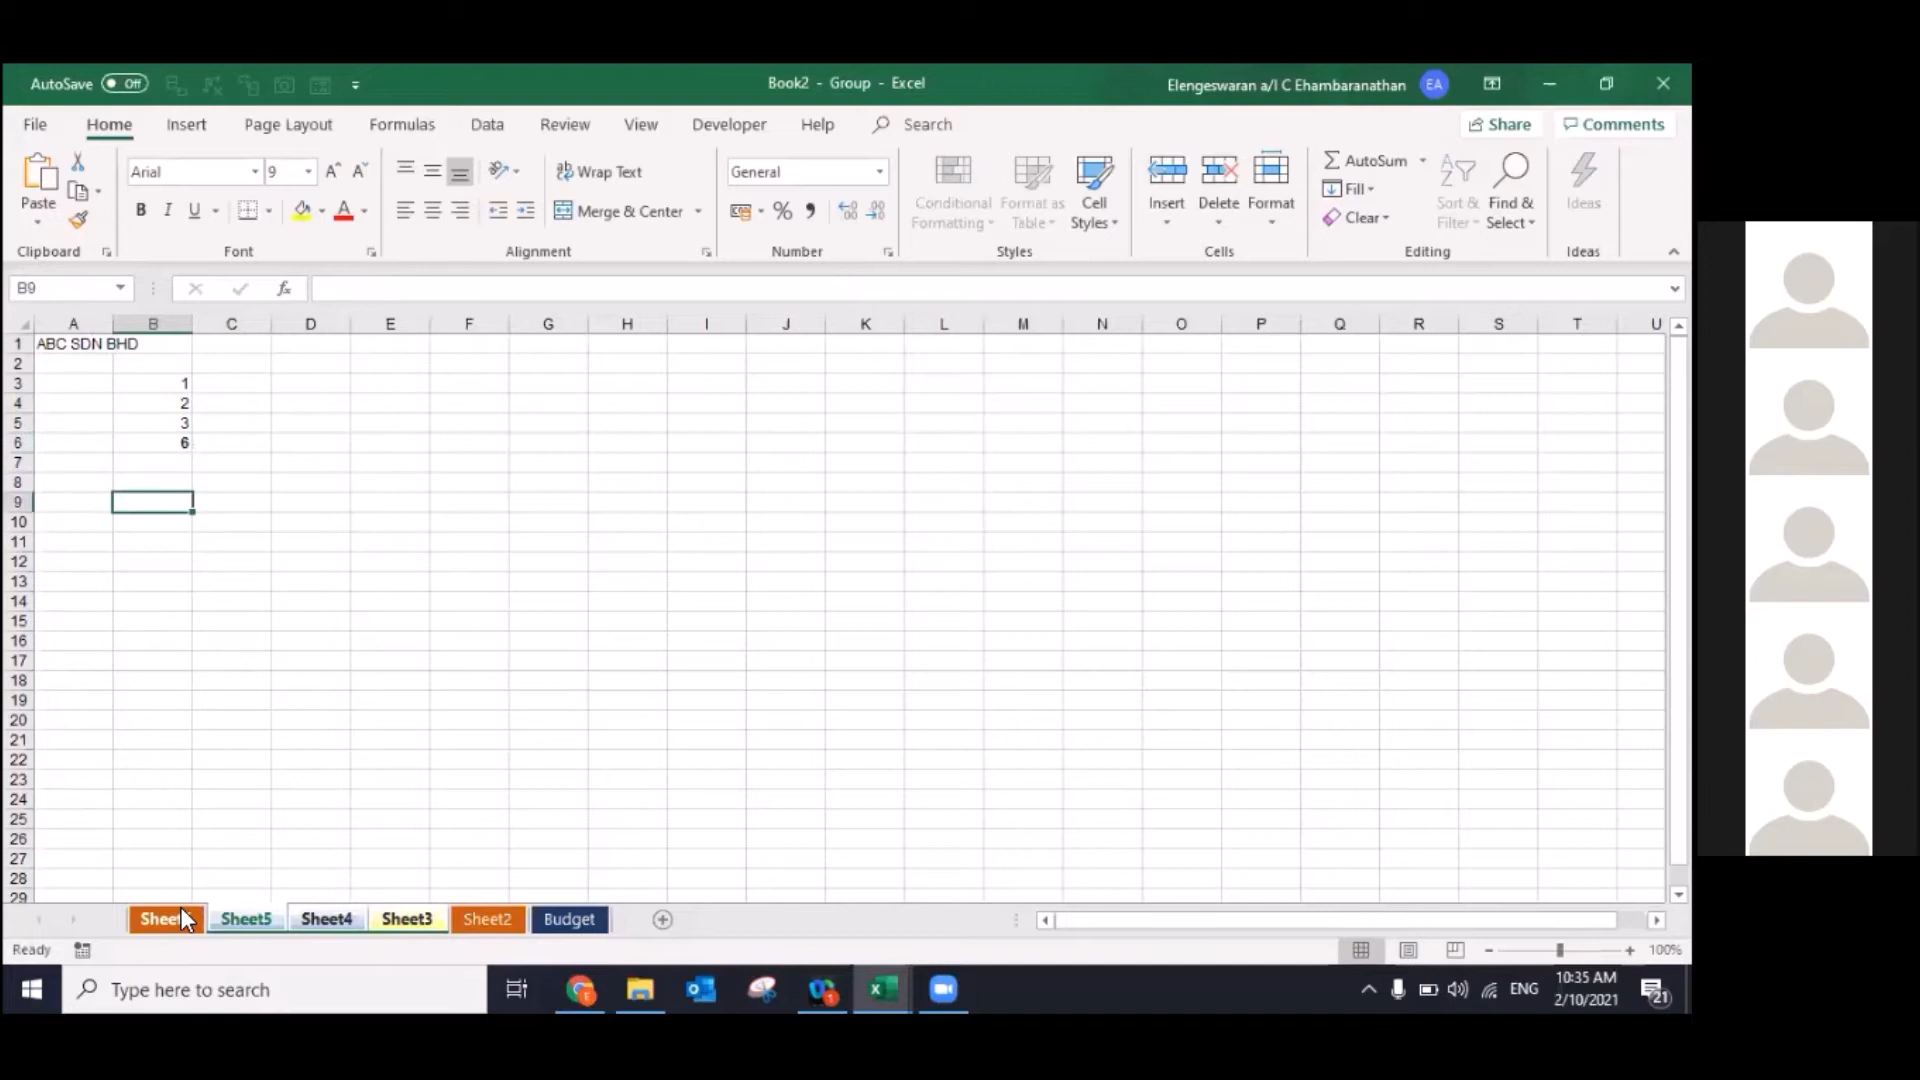 AutoSave Off
Book2 - Group - Excel
Elengeswaran a/l C Ehambaranathan EA
File Home Insert Page Layout Formulas Data Review View Developer Help Search
Share Comments
Paste
Clipboard
Arial 9
B I U A
Font
Wrap Text
Merge & Center
Alignment
General
%
Number
Conditional Formatting
Format as Table
Cell Styles
Styles
Insert Delete Format
Cells
AutoSum
Fill
Clear
Sort & Filter
Find & Select
Editing
Ideas
Ideas
B9 fx
A B C D E F G H I J K L M N O P Q R S T U
1 ABC SDN BHD
2
3 1
4 2
5 3
6 6
7
8
9
10
11
12
13
14
15
16
17
18
19
20
21
22
23
24
25
26
27
28
29
Sheet5 Sheet4 Sheet3 Sheet2 Budget
Ready
100%
Type here to search
ENG
10:35 AM
2/10/2021
21